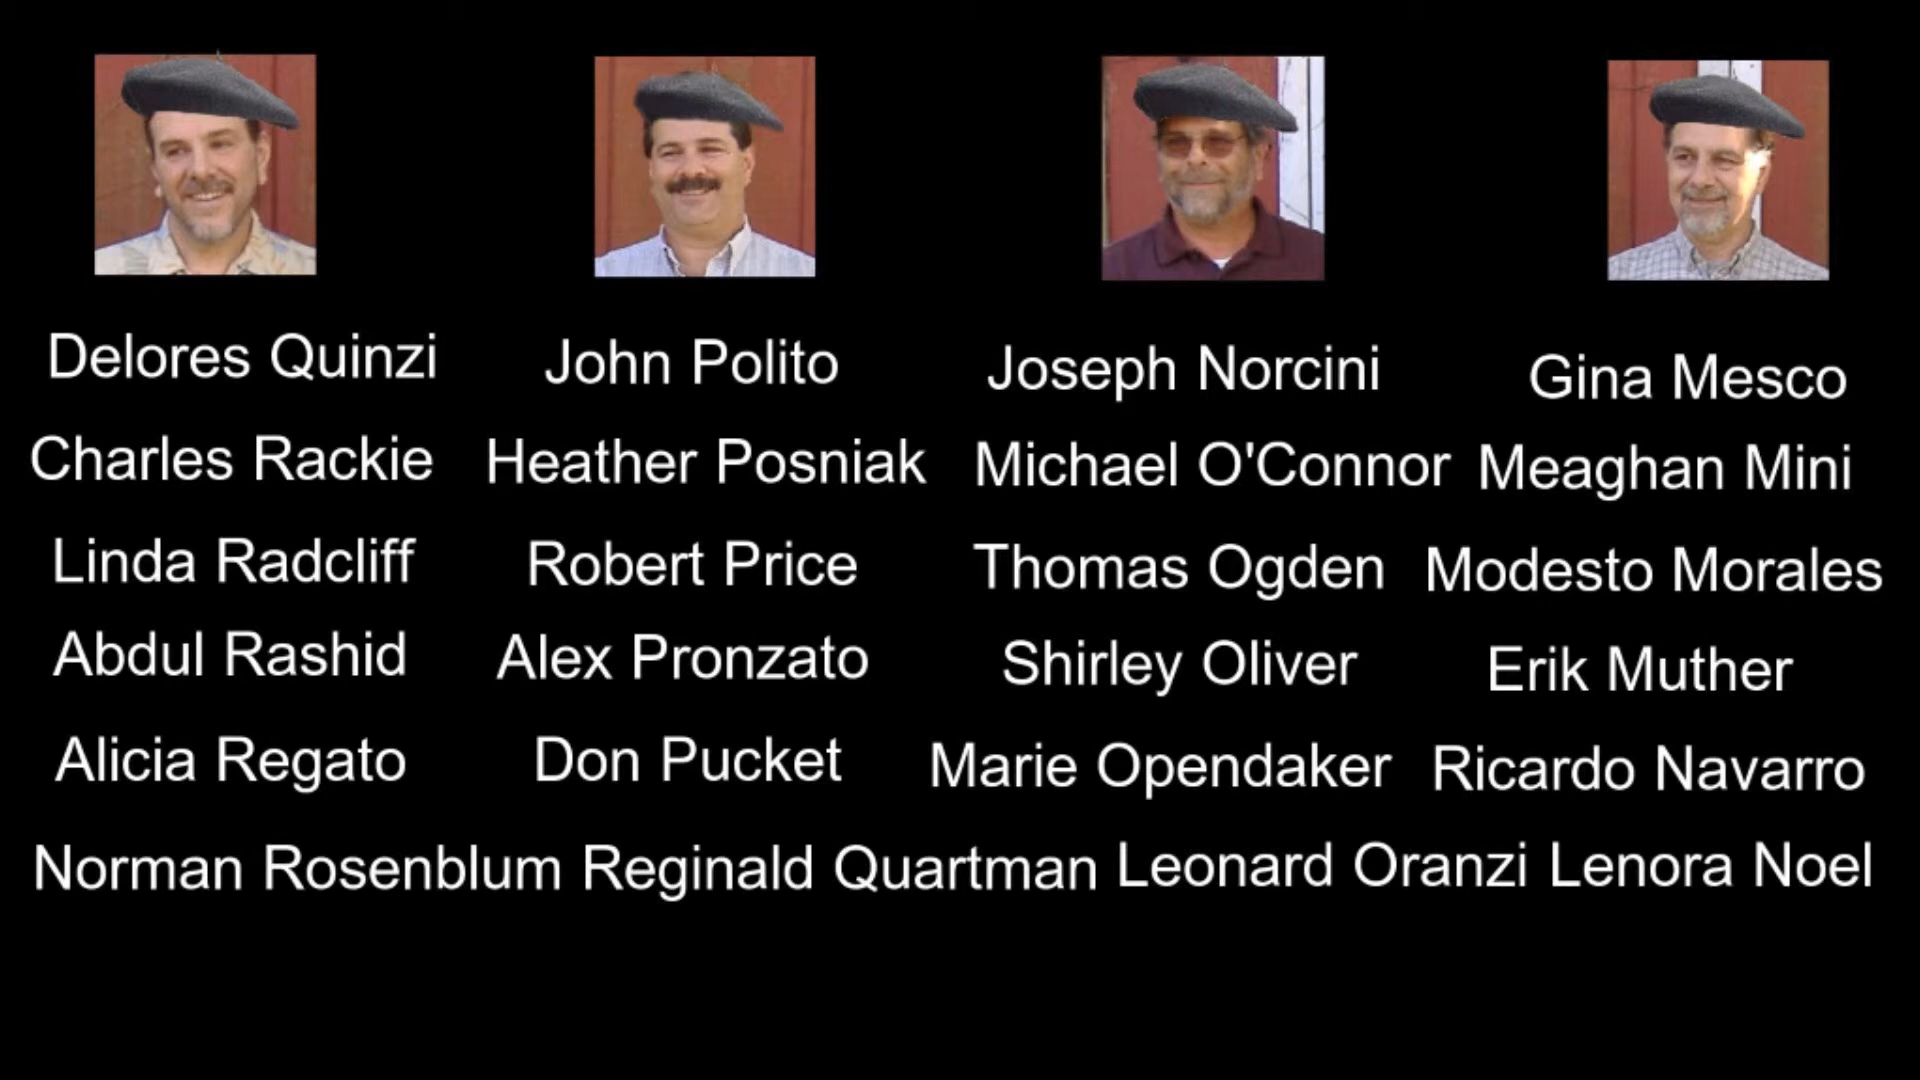 Delores Quinzi John Polito Joseph Norcini Gina Mesco
Charles Rackie Heather Posniak Michael O'Connor Meaghan Mini
Linda Radcliff Robert Price Thomas Ogden Modesto Morales
Abdul Rashid Alex Pronzato Shirley Oliver Erik Muther
Alicia Regato Don Pucket Marie Opendaker Ricardo Navarro
Norman Rosenblum Reginald Quartman Leonard Oranzi Lenora Noel